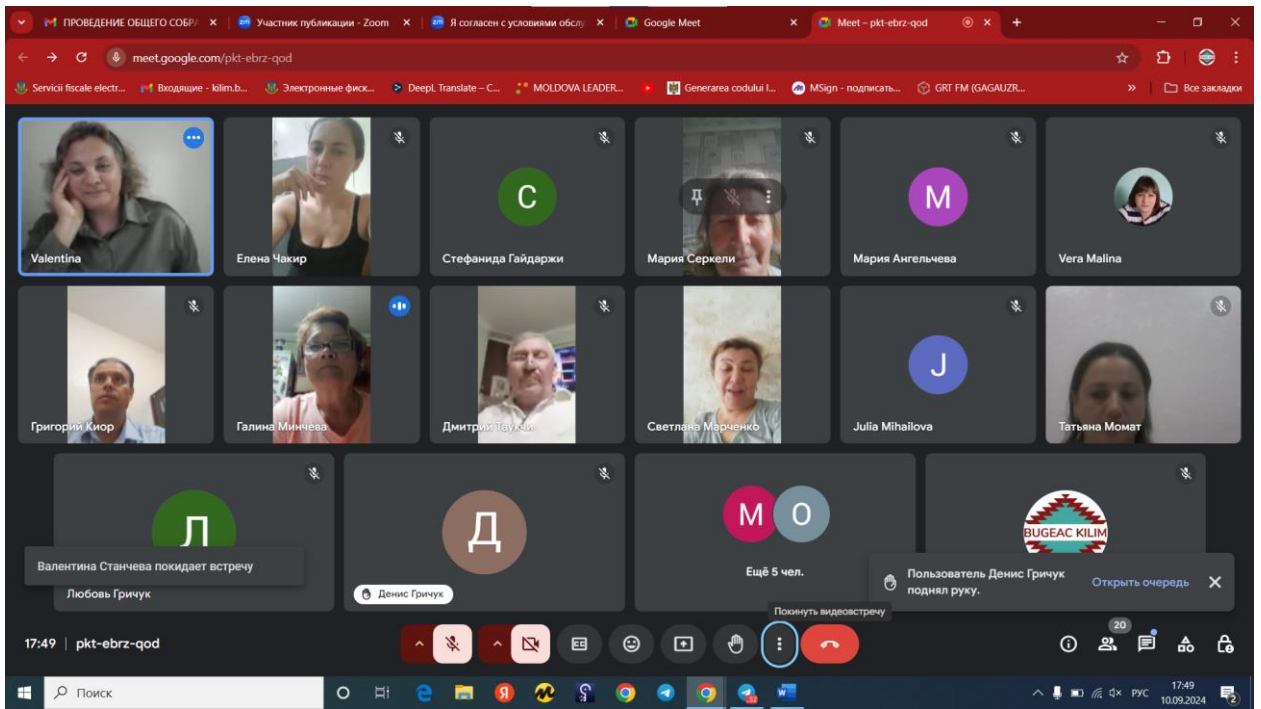 ПРОВЕДЕНИЕ ОБЩЕГО СОБРА
Участник публикации - Zoom
Я согласен с условиями обслу
Google Meet
Meet – pkt-ebrz-qod
meet.google.com/pkt-ebrz-qod
Servicii fiscale electr...
Входящие - kilim.b...
Электронные фиск...
DeepL Translate – C...
MOLDOVA LEADER...
Generarea codului I...
MSign - подписать...
GRT FM (GAGAUZR...
Все закладки
Valentina
Елена Чакир
С
Стефанида Гайдаржи
Мария Серкели
М
Мария Ангельчева
Vera Malina
Григорий Киор
Галина Минчева
Дмитрий Таукчи
Светлана Марченко
J
Julia Mihailova
Татьяна Момат
Л
Валентина Станчева покидает встречу
Любовь Гричук
Д
Денис Гричук
М О
Ещё 5 чел.
BUGEAC KILIM
Пользователь Денис Гричук
поднял руку.
Открыть очередь
Покинуть видеовстречу
17:49 | pkt-ebrz-qod
20
Поиск
РУС
17:49
10.09.2024
2